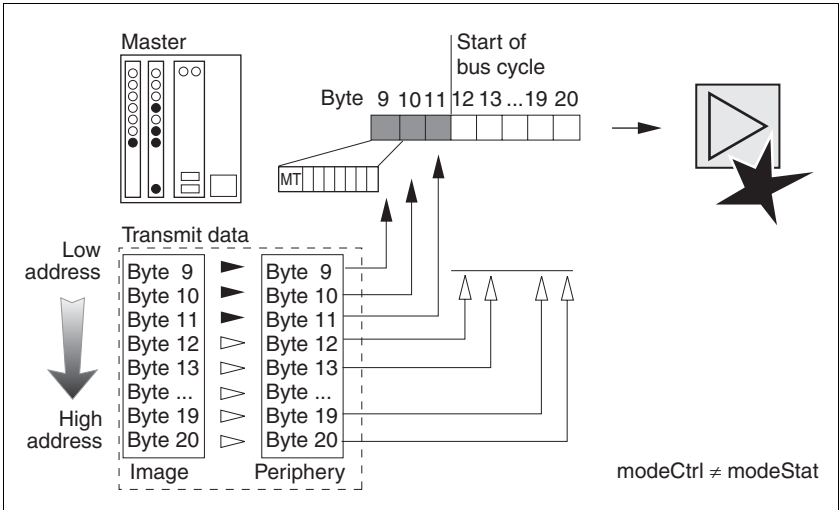 Master
Start of
bus cycle
Byte 9 10 11 12 13 ... 19 20
MT
Transmit data
Low
address
High
address
Byte 9
Byte 10
Byte 11
Byte 12
Byte 13
Byte ...
Byte 19
Byte 20
Image
Byte 9
Byte 10
Byte 11
Byte 12
Byte 13
Byte ...
Byte 19
Byte 20
Periphery
modeCtrl ≠ modeStat